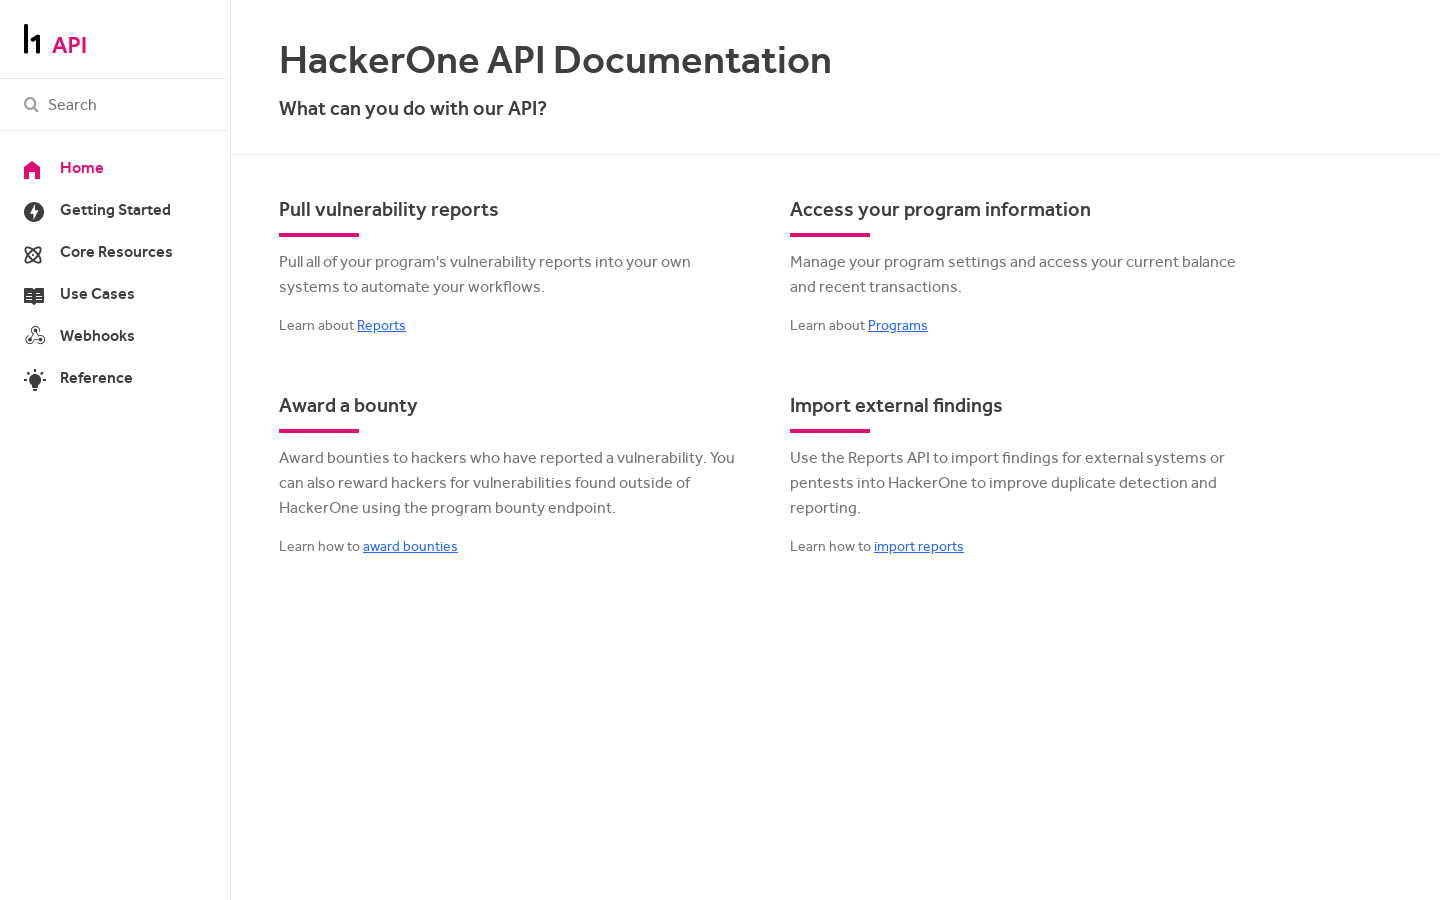 h1 API
Search
Home
Getting Started
Core Resources
Use Cases
Webhooks
Reference
HackerOne API Documentation
What can you do with our API?
Pull vulnerability reports
Pull all of your program's vulnerability reports into your own
systems to automate your workflows.
Learn about Reports
Access your program information
Manage your program settings and access your current balance
and recent transactions.
Learn about Programs
Award a bounty
Award bounties to hackers who have reported a vulnerability. You
can also reward hackers for vulnerabilities found outside of
HackerOne using the program bounty endpoint.
Learn how to award bounties
Import external findings
Use the Reports API to import findings for external systems or
pentests into HackerOne to improve duplicate detection and
reporting.
Learn how to import reports